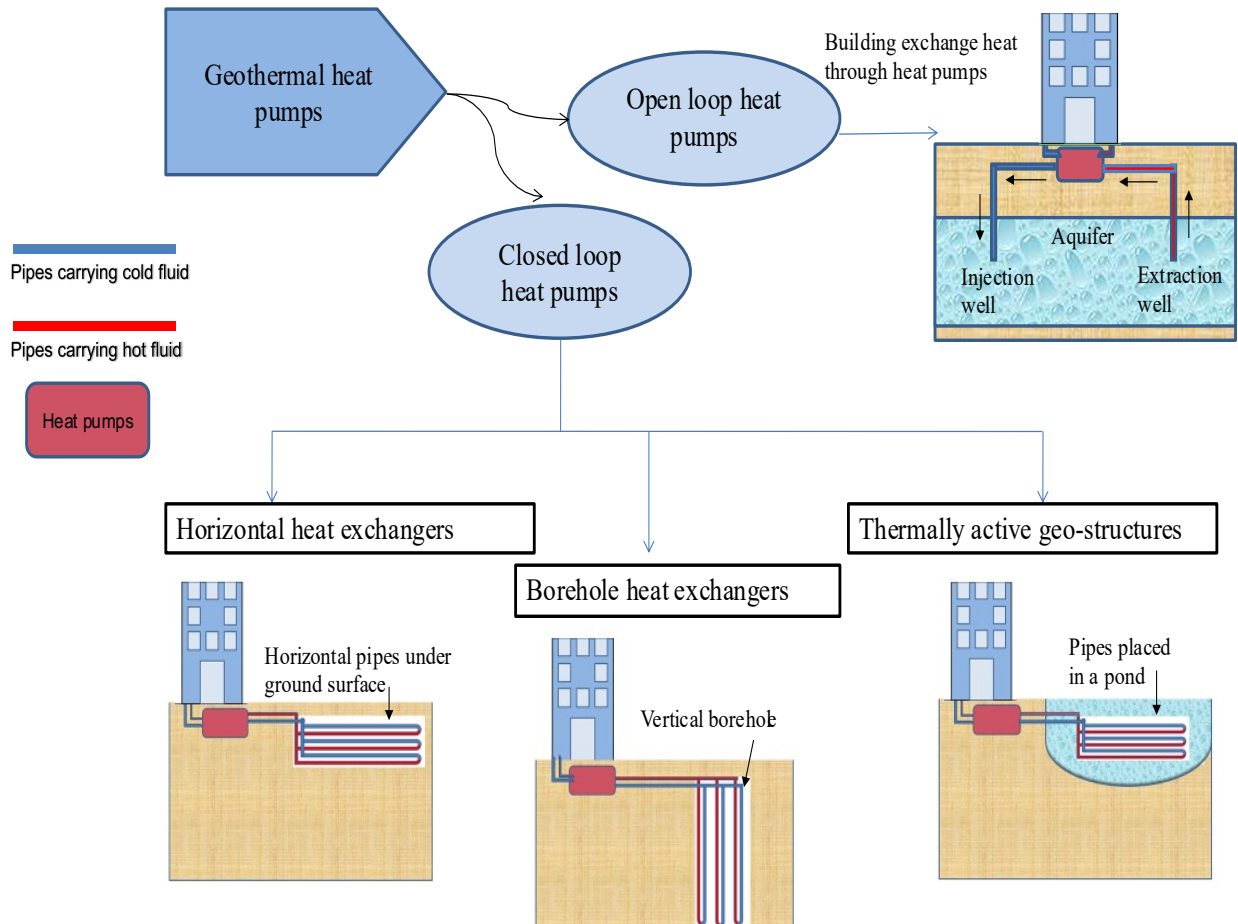 Geothermal heat
pumps
Open loop heat
pumps
Building exchange heat
through heat pumps
Aquifer
Injection
well
Extraction
well
Closed loop
heat pumps
Pipes carrying cold fluid
Pipes carrying hot fluid
Heat pumps
Horizontal heat exchangers
Borehole heat exchangers
Thermally active geo-structures
Horizontal pipes under
ground surface
Vertical borehole
Pipes placed
in a pond